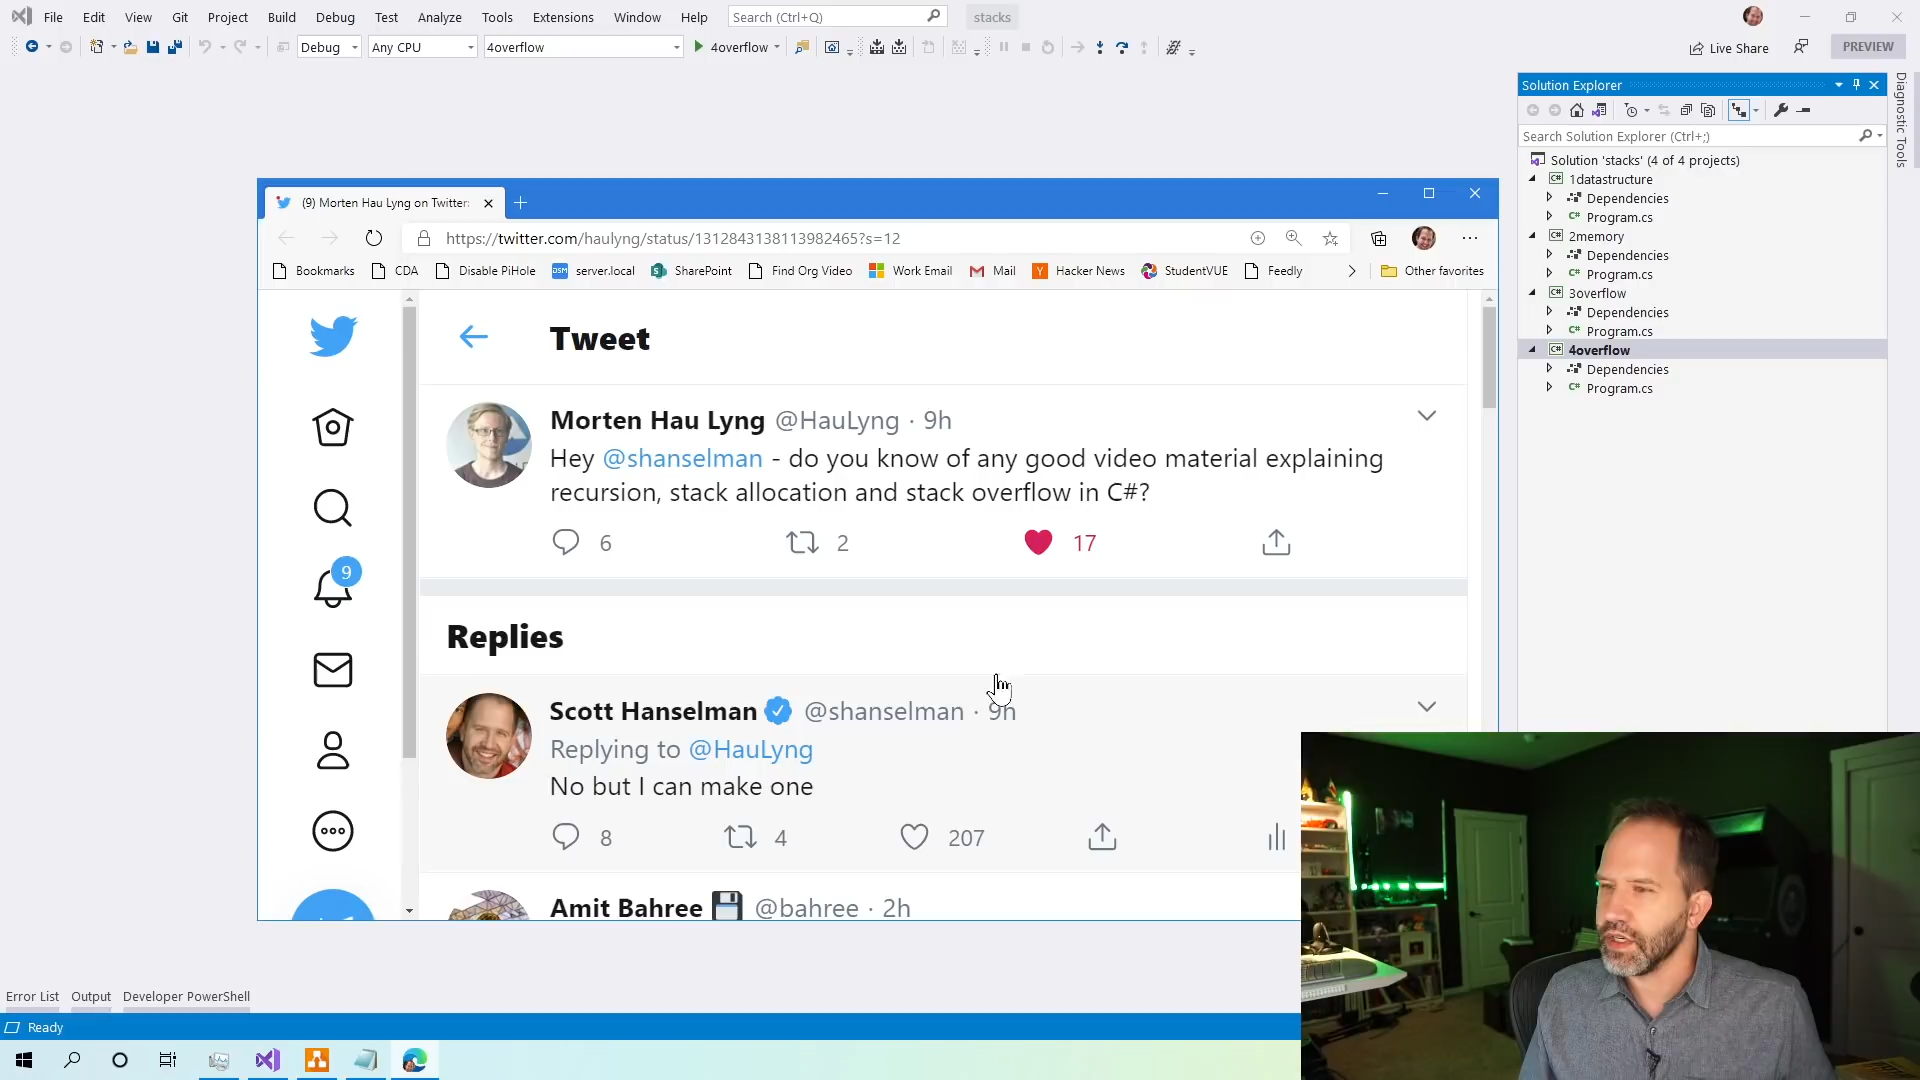 File Edit View Git Project Build Debug Test Analyze Tools Extensions Window Help Search (Ctrl+Q) stacks
Debug Any CPU 4overflow 4overflow Live Share PREVIEW
Solution Explorer
Search Solution Explorer (Ctrl+;)
Solution 'stacks' (4 of 4 projects)
1datastructure
Dependencies
Program.cs
2memory
Dependencies
Program.cs
3overflow
Dependencies
Program.cs
4overflow
Dependencies
Program.cs
Diagnostic Tools
(9) Morten Hau Lyng on Twitter:
https://twitter.com/haulyng/status/1312843138113982465?s=12
Bookmarks CDA Disable PiHole server.local SharePoint Find Org Video Work Email Mail Hacker News StudentVUE Feedly Other favorites
Tweet
Morten Hau Lyng @HauLyng · 9h
Hey @shanselman - do you know of any good video material explaining
recursion, stack allocation and stack overflow in C#?
6 2 17
9
Replies
Scott Hanselman @shanselman · 9h
Replying to @HauLyng
No but I can make one
8 4 207
Amit Bahree @bahree · 2h
Error List Output Developer PowerShell
Ready